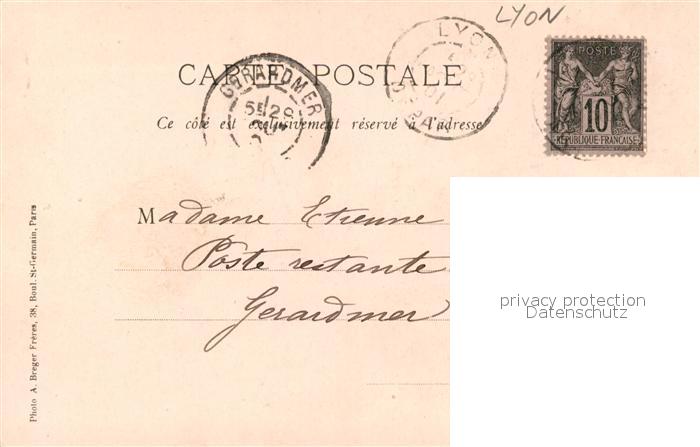 LYON
CARTE POSTALE
LYON
GERARDMER
POSTE
10
REPUBLIQUE FRANÇAISE
Ce côté est exclusivement réservé à l'adresse
Madame Etienne
Poste restante
Gerardmer
privacy protection
Datenschutz
Photo A. Breger Frères, 38, Boul. St-Germain, Paris